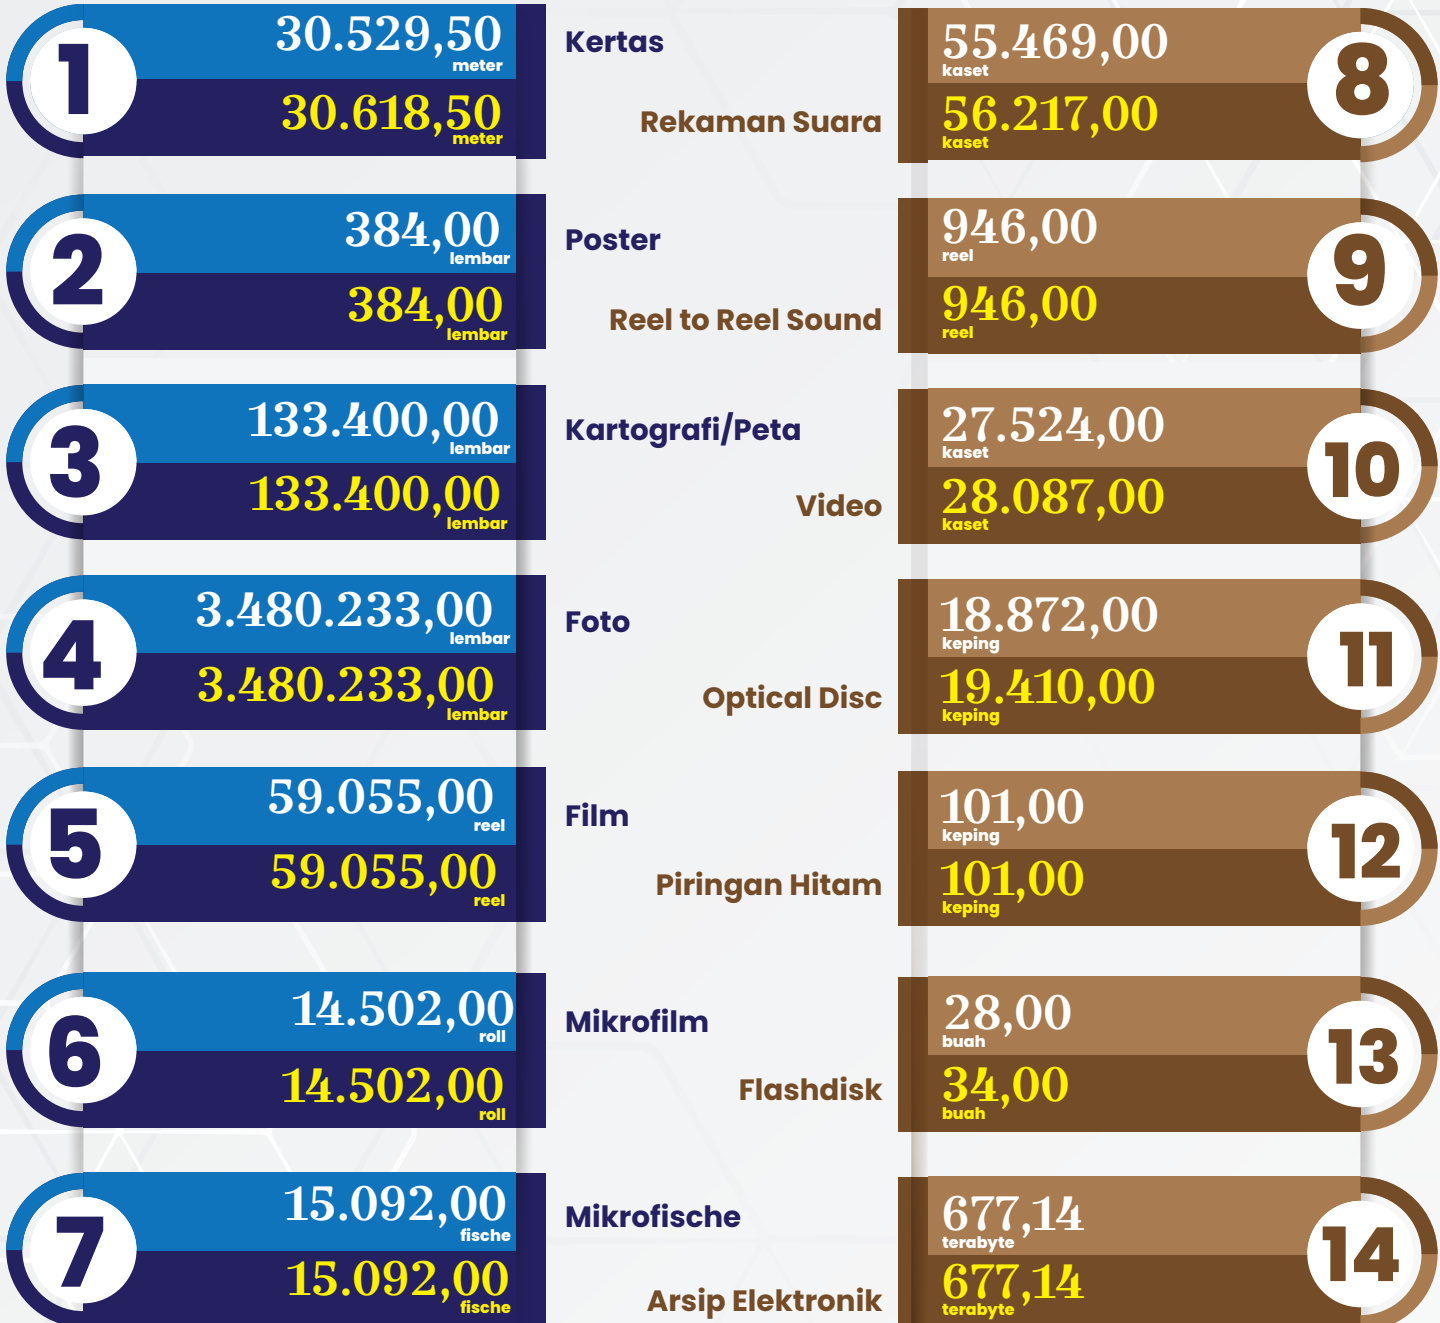 1
30.529,50
meter
30.618,50
meter
Kertas
2
384,00
lembar
384,00
lembar
Poster
3
133.400,00
lembar
133.400,00
lembar
Kartografi/Peta
4
3.480.233,00
lembar
3.480.233,00
lembar
Foto
5
59.055,00
reel
59.055,00
reel
Film
6
14.502,00
roll
14.502,00
roll
Mikrofilm
7
15.092,00
fische
15.092,00
fische
Mikrofische
Rekaman Suara
55.469,00
kaset
56.217,00
kaset
8
Reel to Reel Sound
946,00
reel
946,00
reel
9
Video
27.524,00
kaset
28.087,00
kaset
10
Optical Disc
18.872,00
keping
19.410,00
keping
11
Piringan Hitam
101,00
keping
101,00
keping
12
Flashdisk
28,00
buah
34,00
buah
13
Arsip Elektronik
677,14
terabyte
677,14
terabyte
14